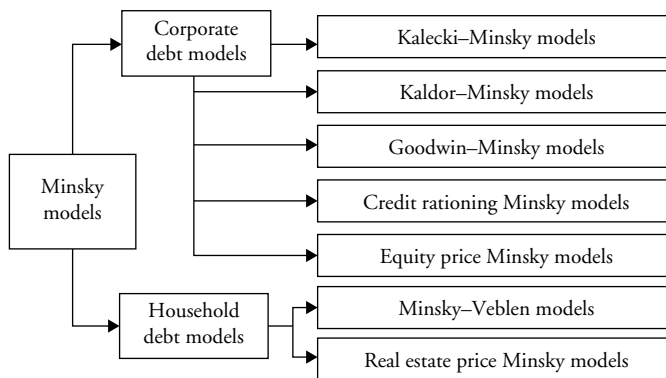 Corporate
debt models
Kalecki–Minsky models
Kaldor–Minsky models
Goodwin–Minsky models
Minsky
models
Credit rationing Minsky models
Equity price Minsky models
Household
debt models
Minsky–Veblen models
Real estate price Minsky models